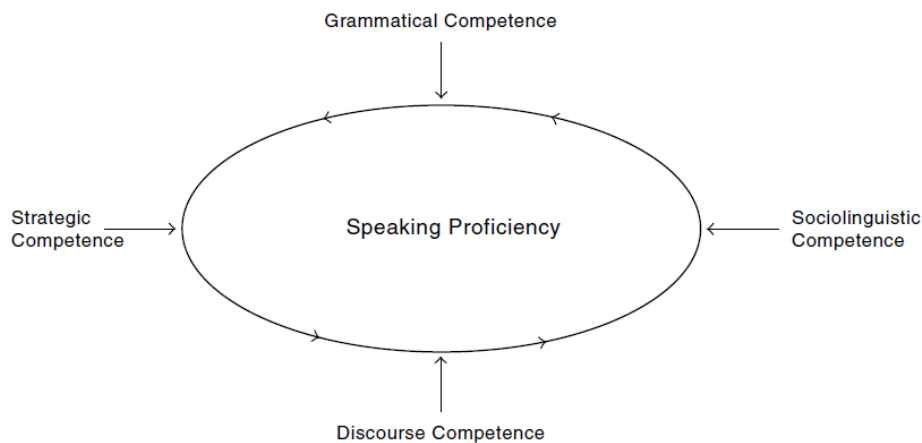 Grammatical Competence
Strategic
Competence
Speaking Proficiency
Sociolinguistic
Competence
Discourse Competence